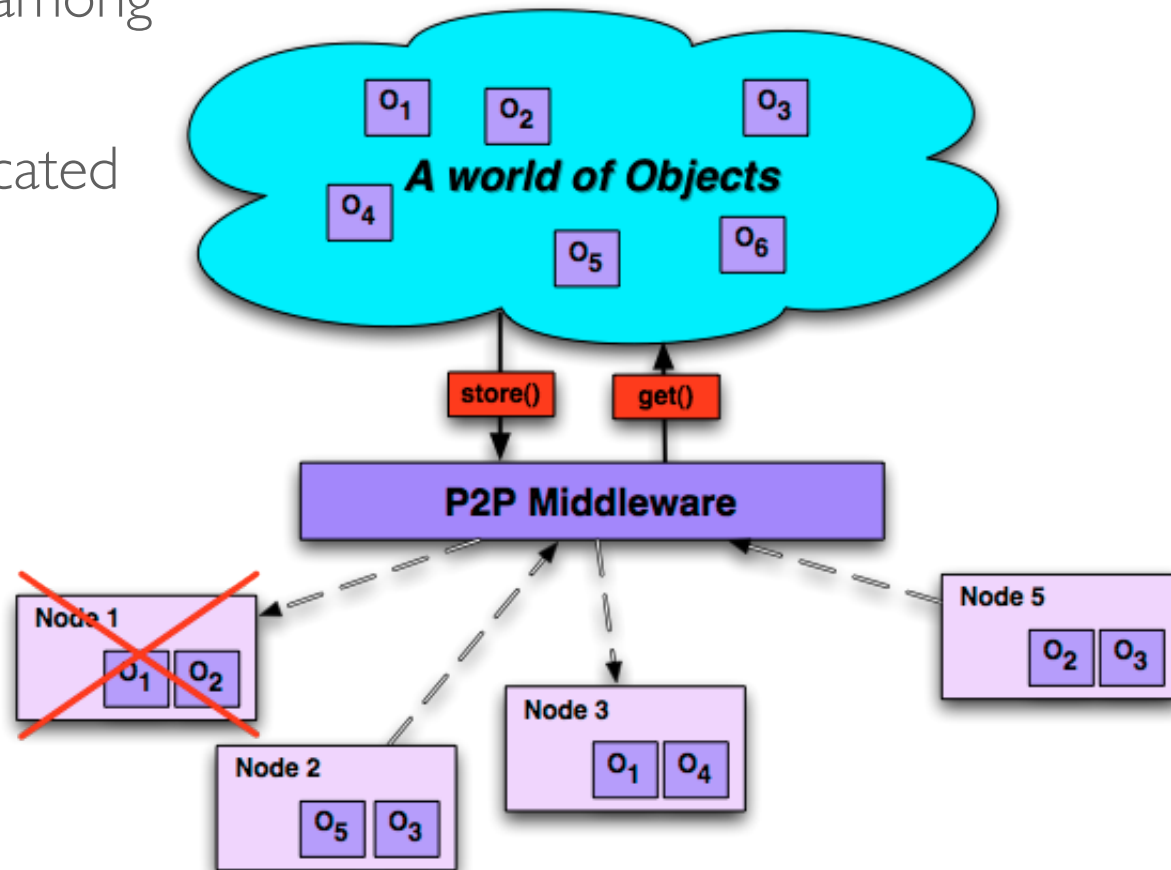 among
cated
O1
O2
O3
A world of Objects
O4
O5
O6
store()
get()
P2P Middleware
Node 1
O1 O2
Node 5
O2 O3
Node 3
O1 O4
Node 2
O5 O3